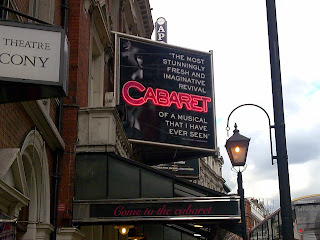 THEATRE
CONY
AP
"THE MOST
STUNNINGLY
FRESH AND
IMAGINATIVE
REVIVAL
CABARET
OF A MUSICAL
THAT I HAVE
EVER SEEN"
Come to the cabaret